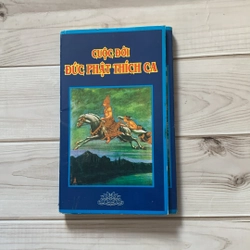 CUỘC ĐỜI
ĐỨC PHẬT THÍCH CA